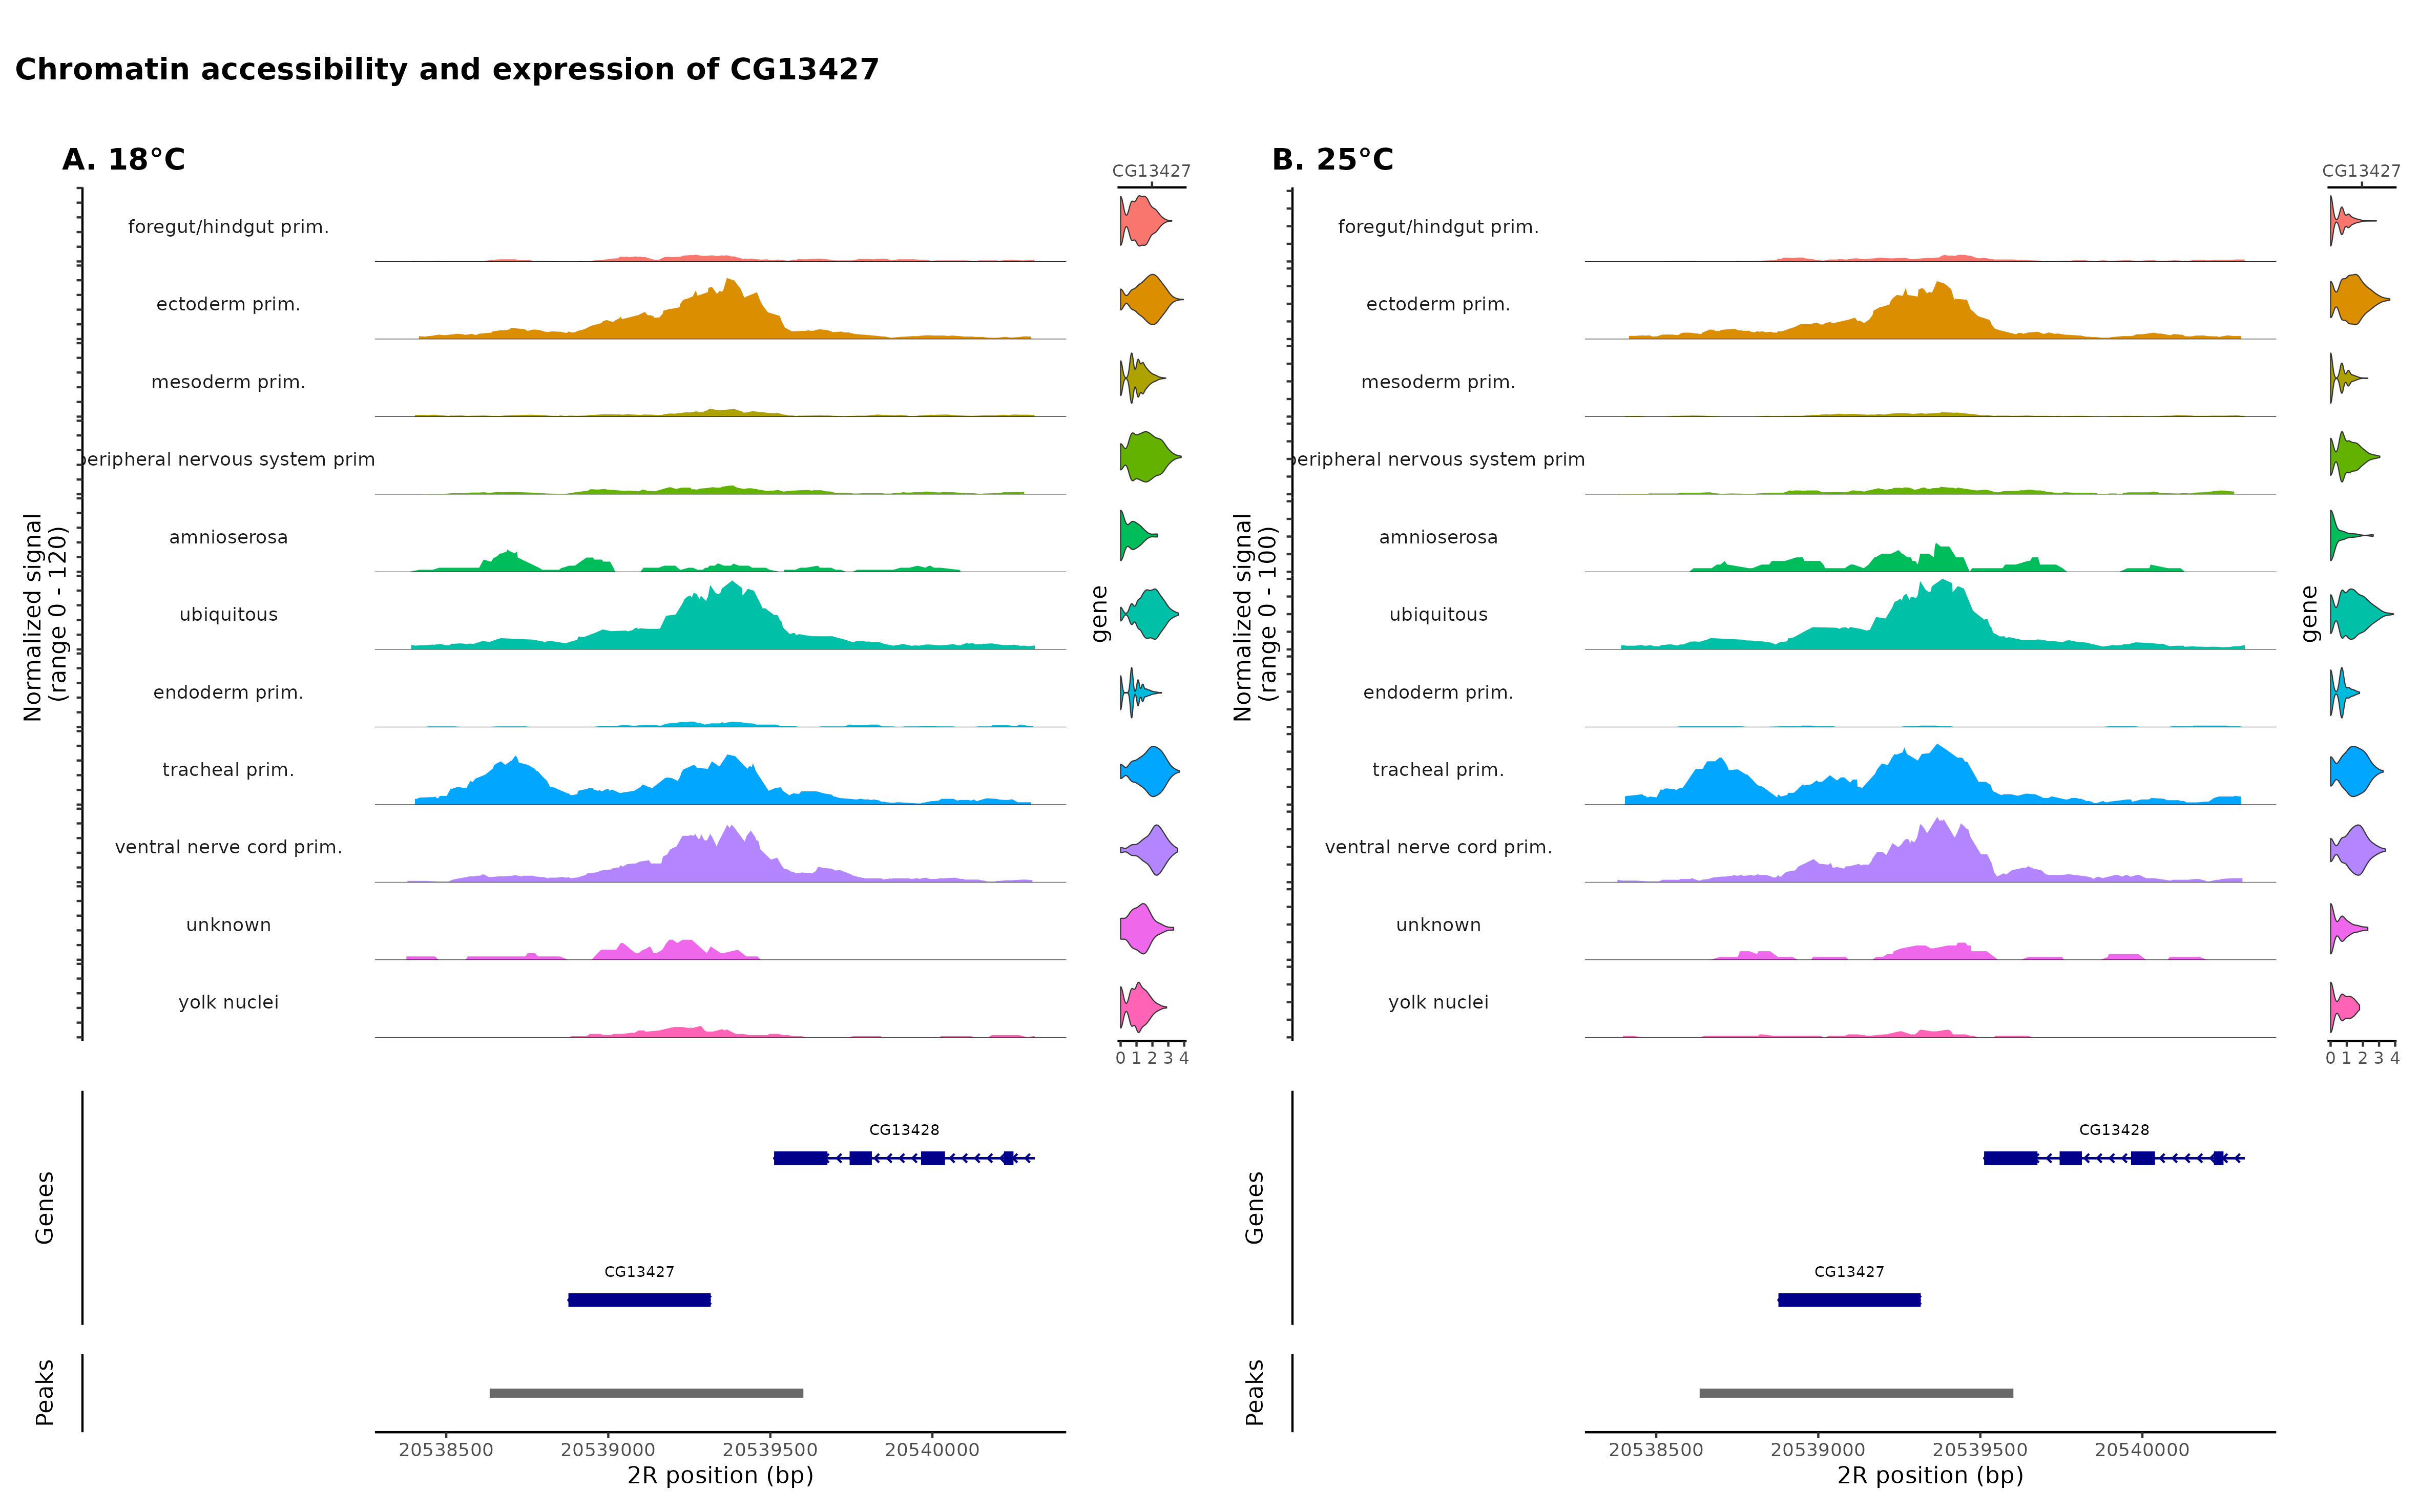 Chromatin accessibility and expression of CG13427
A. 18°C
CG13427
Normalized signal
(range 0 - 120)
foregut/hindgut prim.
ectoderm prim.
mesoderm prim.
peripheral nervous system prim
amnioserosa
ubiquitous
endoderm prim.
tracheal prim.
ventral nerve cord prim.
unknown
yolk nuclei
gene
0 1 2 3 4
Genes
CG13428
CG13427
Peaks
20538500 20539000 20539500 20540000
2R position (bp)
B. 25°C
CG13427
Normalized signal
(range 0 - 100)
foregut/hindgut prim.
ectoderm prim.
mesoderm prim.
peripheral nervous system prim
amnioserosa
ubiquitous
endoderm prim.
tracheal prim.
ventral nerve cord prim.
unknown
yolk nuclei
gene
0 1 2 3 4
Genes
CG13428
CG13427
Peaks
20538500 20539000 20539500 20540000
2R position (bp)